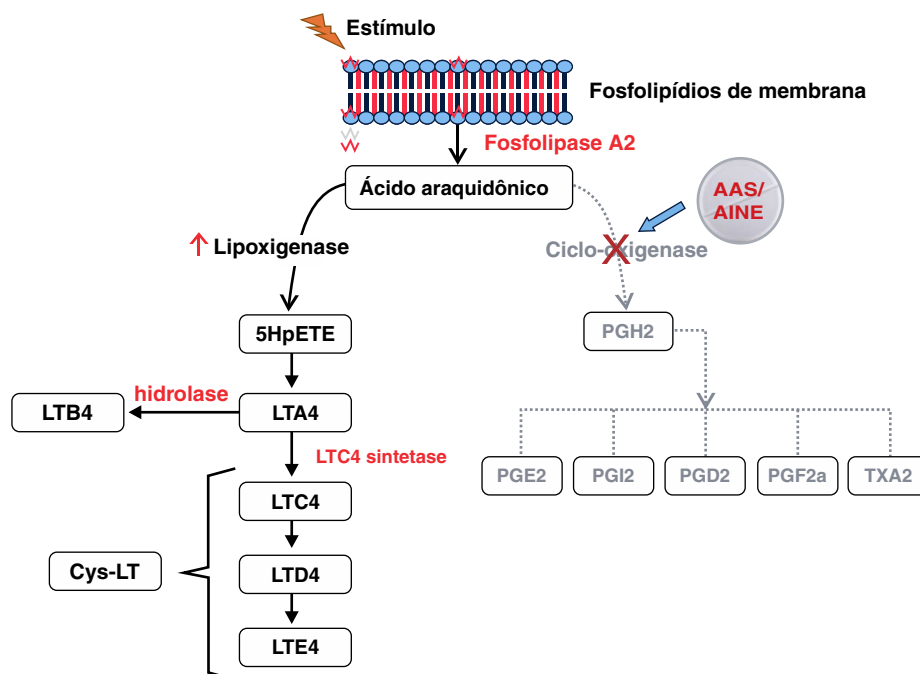 Estímulo
Fosfolipídios de membrana
Fosfolipase A2
Ácido araquidônico
AAS/
AINE
Lipoxigenase
Ciclo-oxigenase
5HpETE
PGH2
hidrolase
LTB4
LTA4
LTC4 sintetase
PGE2
PGI2
PGD2
PGF2a
TXA2
LTC4
Cys-LT
LTD4
LTE4